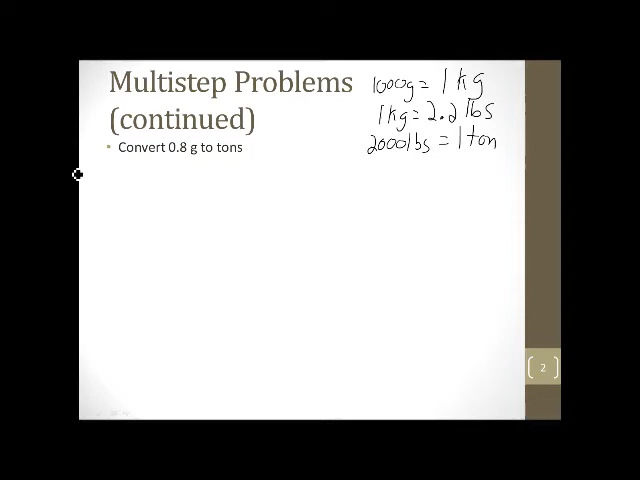 Multistep Problems
(continued)
• Convert 0.8 g to tons
1000g = 1 kg
1 kg = 2.2 lbs
2000 lbs = 1 ton
2